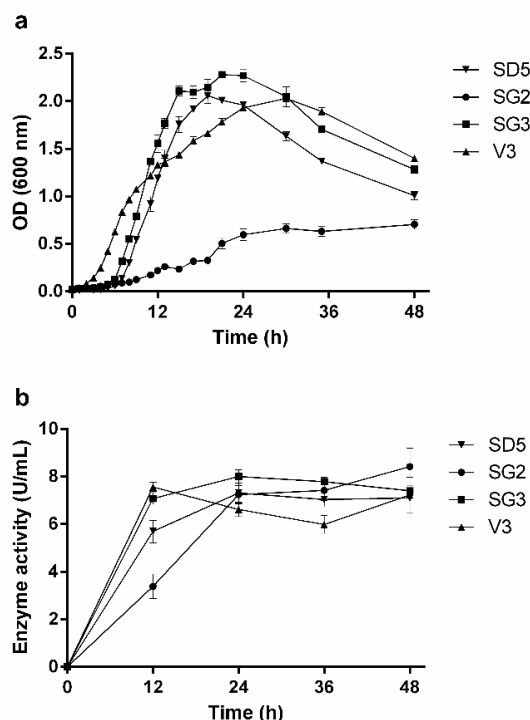 a
2.5
2.0
1.5
1.0
0.5
0.0
OD (600 nm)
0 12 24 36 48
Time (h)
SD5
SG2
SG3
V3
b
10
8
6
4
2
0
Enzyme activity (U/mL)
0 12 24 36 48
Time (h)
SD5
SG2
SG3
V3